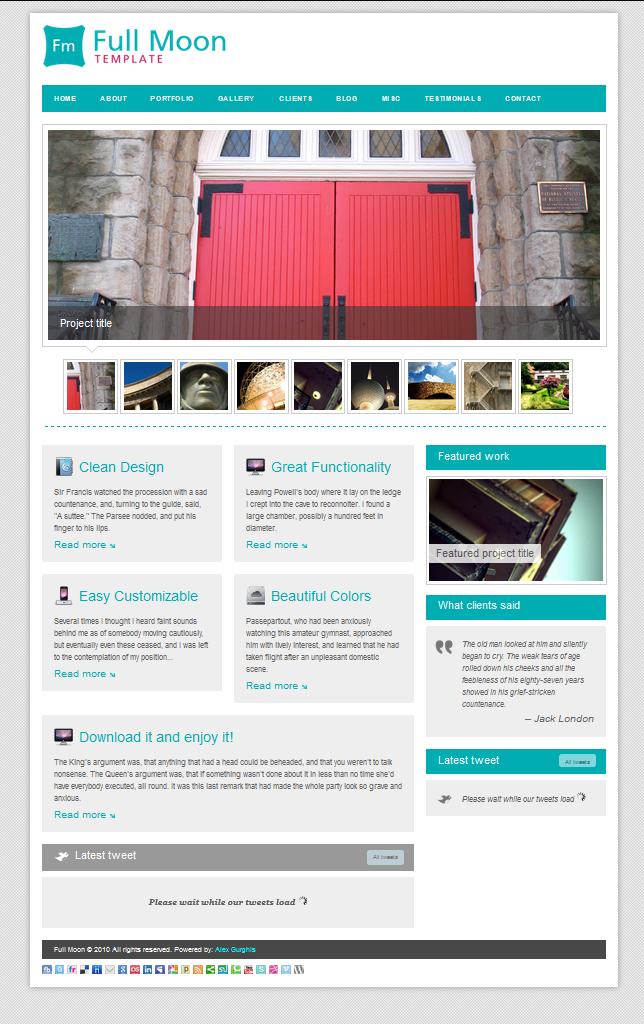 Fm Full Moon
TEMPLATE
HOME ABOUT PORTFOLIO GALLERY CLIENTS BLOG MISC TESTIMONIALS CONTACT
Project title
Clean Design
Sir Francis watched the procession with a sad
countenance, and, turning to the guide, said,
"A suttee." The Parsee nodded, and put his
finger to his lips.
Read more
Great Functionality
Leaving Powell's body where it lay on the ledge
I crept into the cave to reconnoiter. I found a
large chamber, possibly a hundred feet in
diameter.
Read more
Easy Customizable
Several times I thought I heard faint sounds
behind me as of somebody moving cautiously,
but eventually even these ceased, and I was left
to the contemplation of my position...
Read more
Beautiful Colors
Passepartout, who had been anxiously
watching this amateur gymnast, approached
him with lively interest, and learned that he had
taken flight after an unpleasant domestic
scene.
Read more
Download it and enjoy it!
The King's argument was, that anything that had a head could be beheaded, and that you weren't to talk
nonsense. The Queen's argument was, that if something wasn't done about it in less than no time she'd
have everybody executed, all round. It was this last remark that had made the whole party look so grave and
anxious.
Read more
Latest tweet All tweets
Please wait while our tweets load
Featured work
Featured project title
What clients said
The old man looked at him and silently
began to cry. The weak tears of age
rolled down his cheeks and all the
feebleness of his eighty-seven years
showed in his grief-stricken
countenance.
— Jack London
Latest tweet All tweets
Please wait while our tweets load
Full Moon © 2010 All rights reserved. Powered by: Alex Gurghis